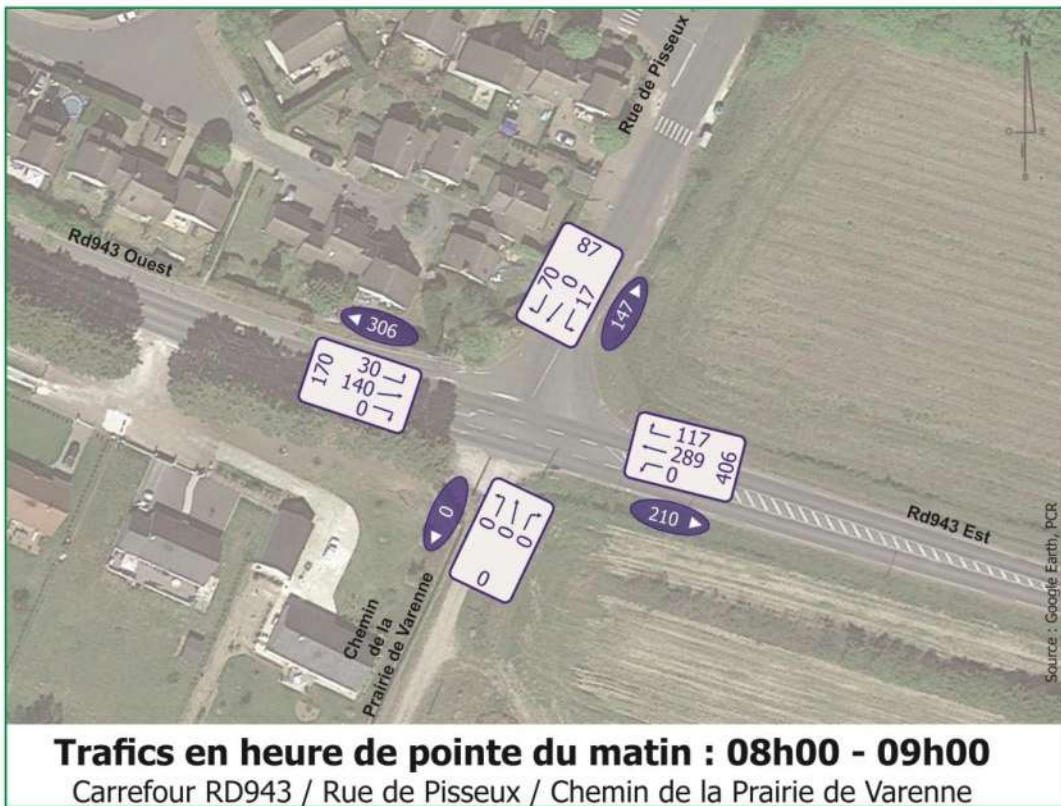 Rue de Pisseux
N
Rd943 Ouest
87
70
0
17
147
306
170
30
140
0
117
289
0
406
210
Rd943 Est
0
0
0
0
0
Chemin
de la
Prairie de Varenne
Source : Google Earth, PCR
Trafics en heure de pointe du matin : 08h00 - 09h00
Carrefour RD943 / Rue de Pisseux / Chemin de la Prairie de Varenne